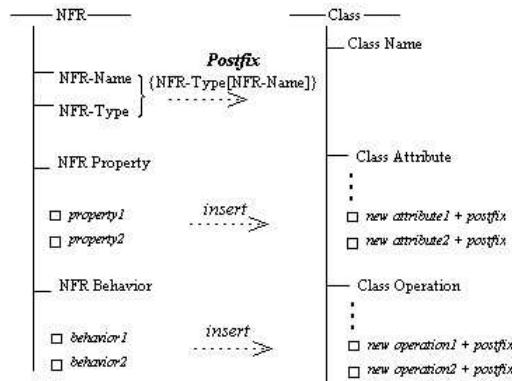 NFR
NFR-Name
NFR-Type
NFR Property
property1
property2
NFR Behavior
behavior1
behavior2
Postfix
{NFR-Type[NFR-Name]}
insert
insert
Class
Class Name
Class Attribute
new attribute1 + postfix
new attribute2 + postfix
Class Operation
new operation1 + postfix
new operation2 + postfix